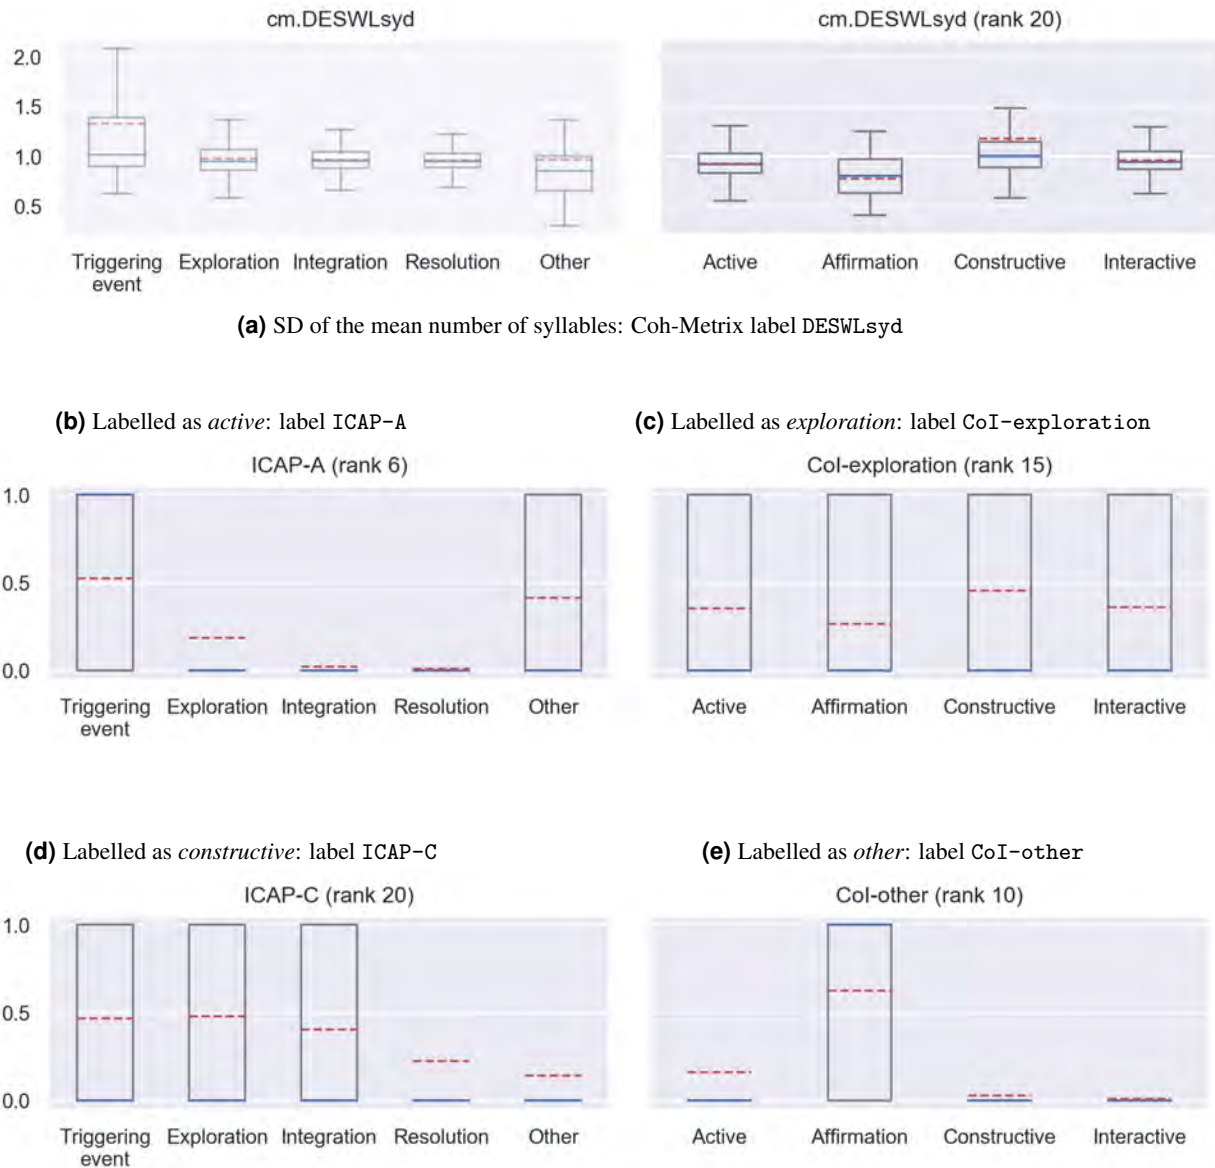 cm.DESWLsyd
cm.DESWLsyd (rank 20)
2.0
1.5
1.0
0.5
Triggering event
Exploration
Integration
Resolution
Other
Active
Affirmation
Constructive
Interactive
(a) SD of the mean number of syllables: Coh-Metrix label DESWLsyd
(b) Labelled as active: label ICAP-A
(c) Labelled as exploration: label CoI-exploration
ICAP-A (rank 6)
CoI-exploration (rank 15)
1.0
0.5
0.0
Triggering event
Exploration
Integration
Resolution
Other
Active
Affirmation
Constructive
Interactive
(d) Labelled as constructive: label ICAP-C
(e) Labelled as other: label CoI-other
ICAP-C (rank 20)
CoI-other (rank 10)
1.0
0.5
0.0
Triggering event
Exploration
Integration
Resolution
Other
Active
Affirmation
Constructive
Interactive